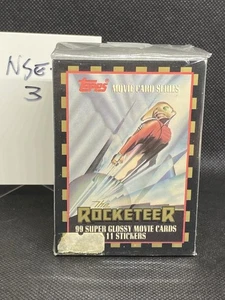 NSE-
3
TOPPS MOVIE CARD SERIES
The
ROCKETEER
99 SUPER GLOSSY MOVIE CARDS
11 STICKERS